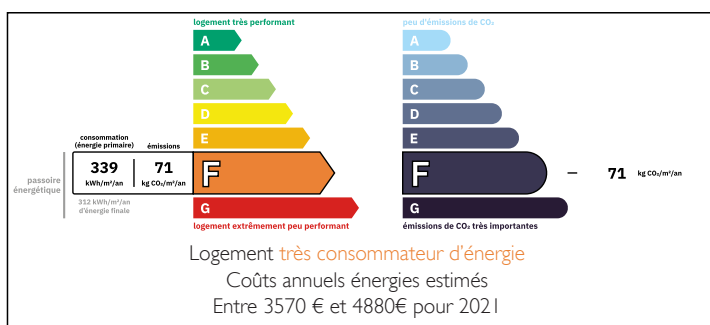 logement très performant
A
B
C
D
E
F
G
consommation
(énergie primaire)
émissions
339
kWh/m²/an
71
kg CO₂/m²/an
passoire
énergétique
312 kWh/m²/an
d'énergie finale
logement extrêmement peu performant
peu d'émissions de CO₂
A
B
C
D
E
F
G
71 kg CO₂/m²/an
émissions de CO₂ très importantes
Logement très consommateur d'énergie
Coûts annuels énergies estimés
Entre 3570 € et 4880€ pour 2021